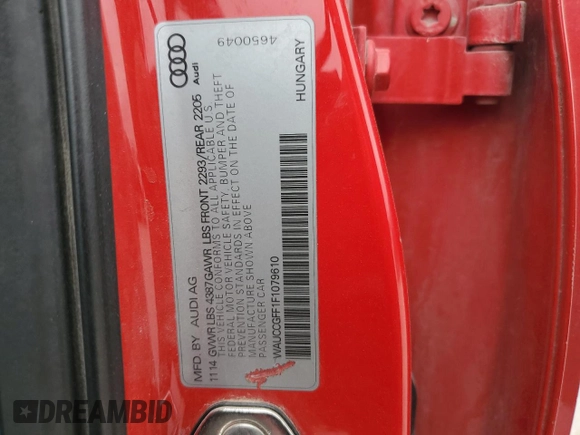 Audi
4650049
MFD. BY AUDI AG
HUNGARY
1114 GVWR LBS 4387 GAWR LBS FRONT 2293/REAR 2205
THIS VEHICLE CONFORMS TO ALL APPLICABLE U.S.
FEDERAL MOTOR VEHICLE SAFETY, BUMPER AND THEFT
PREVENTION STANDARDS IN EFFECT ON THE DATE OF
MANUFACTURE SHOWN ABOVE
PASSENGER CAR
WAUCCGFF1F1079610
DREAMBID